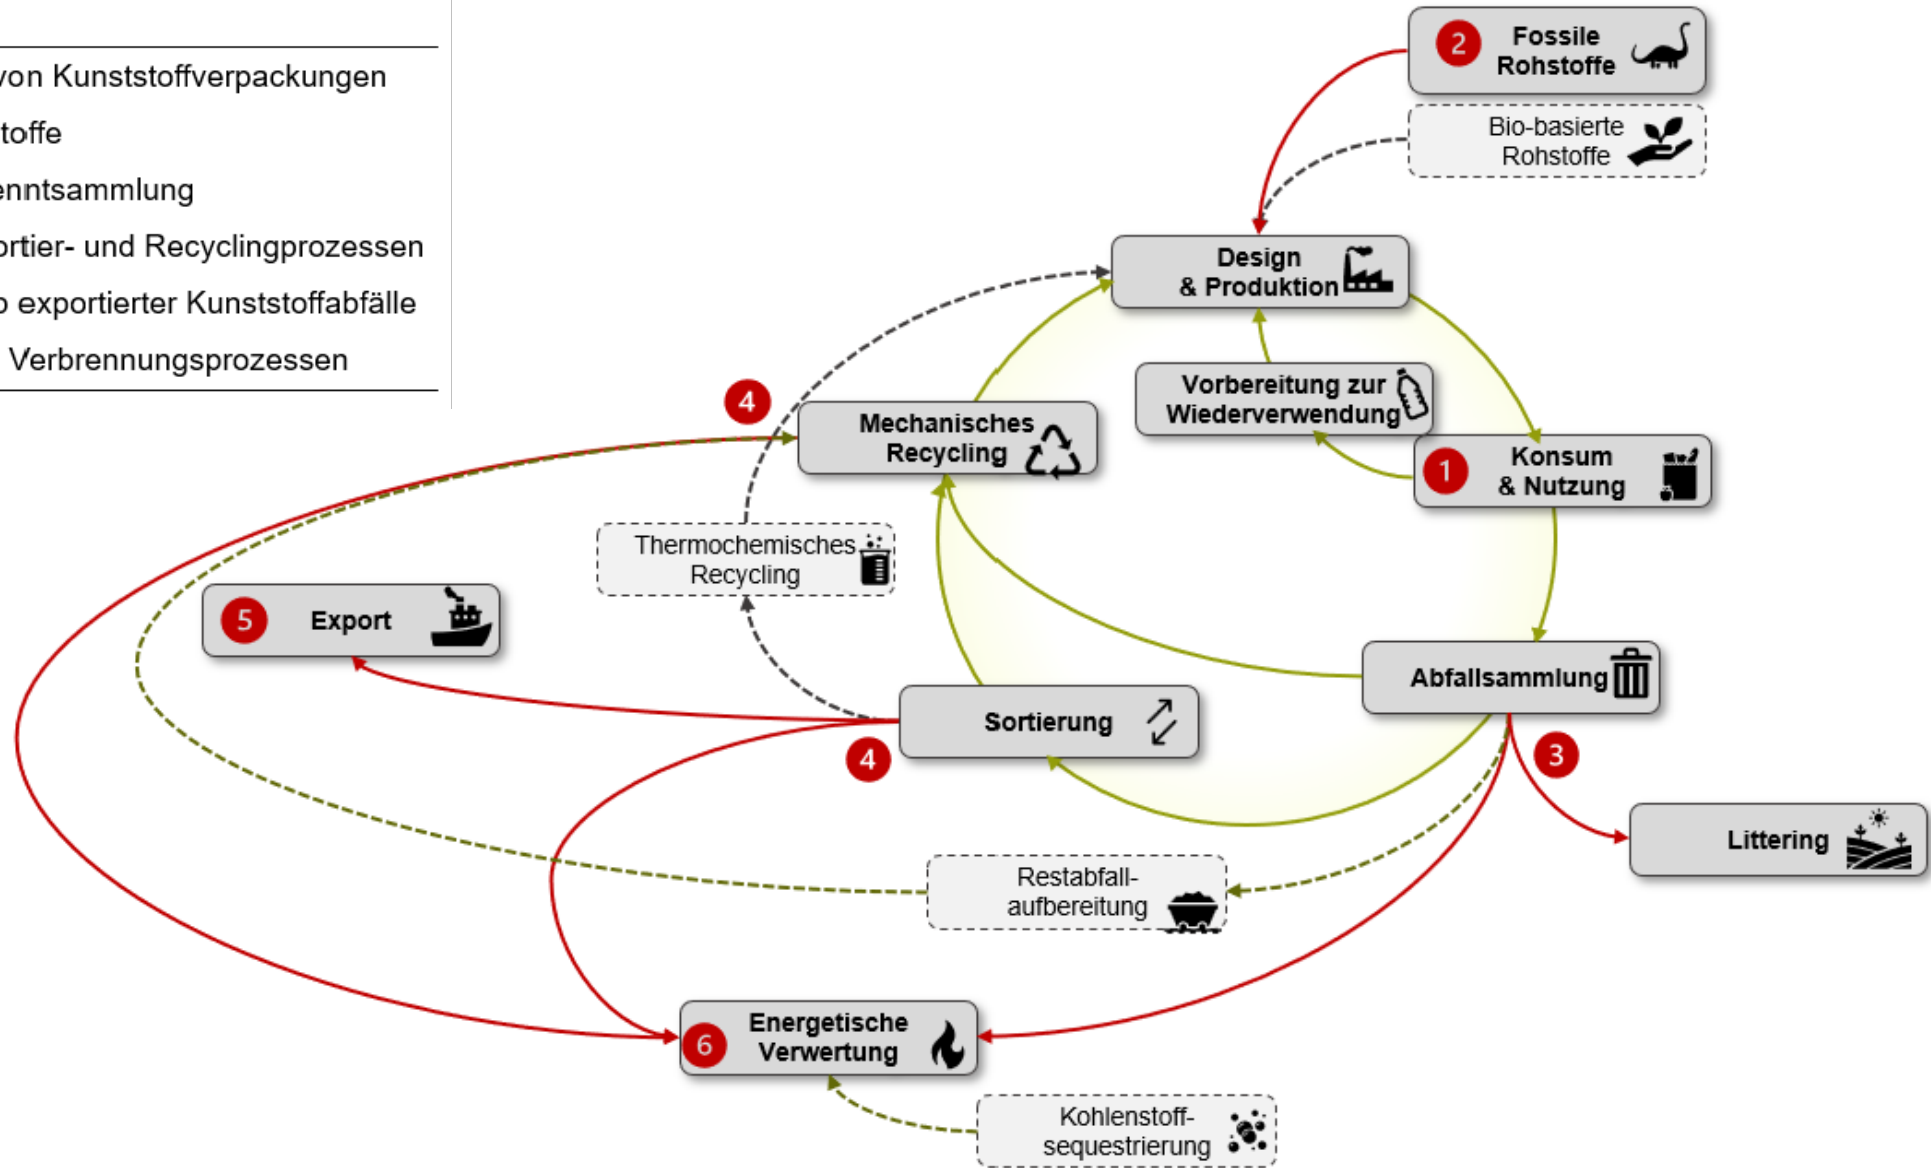 von Kunststoffverpackungen
stoffe
enntsammlung
ortier- und Recyclingprozessen
exportierter Kunststoffabfälle
Verbrennungsprozessen
2
Fossile
Rohstoffe
Bio-basierte
Rohstoffe
Design
& Produktion
Vorbereitung zur
Wiederverwendung
4
Mechanisches
Recycling
1
Konsum
& Nutzung
Thermochemisches
Recycling
5
Export
Abfallsammlung
Sortierung
4
3
Littering
Restabfall-
aufbereitung
6
Energetische
Verwertung
Kohlenstoff-
sequestrierung